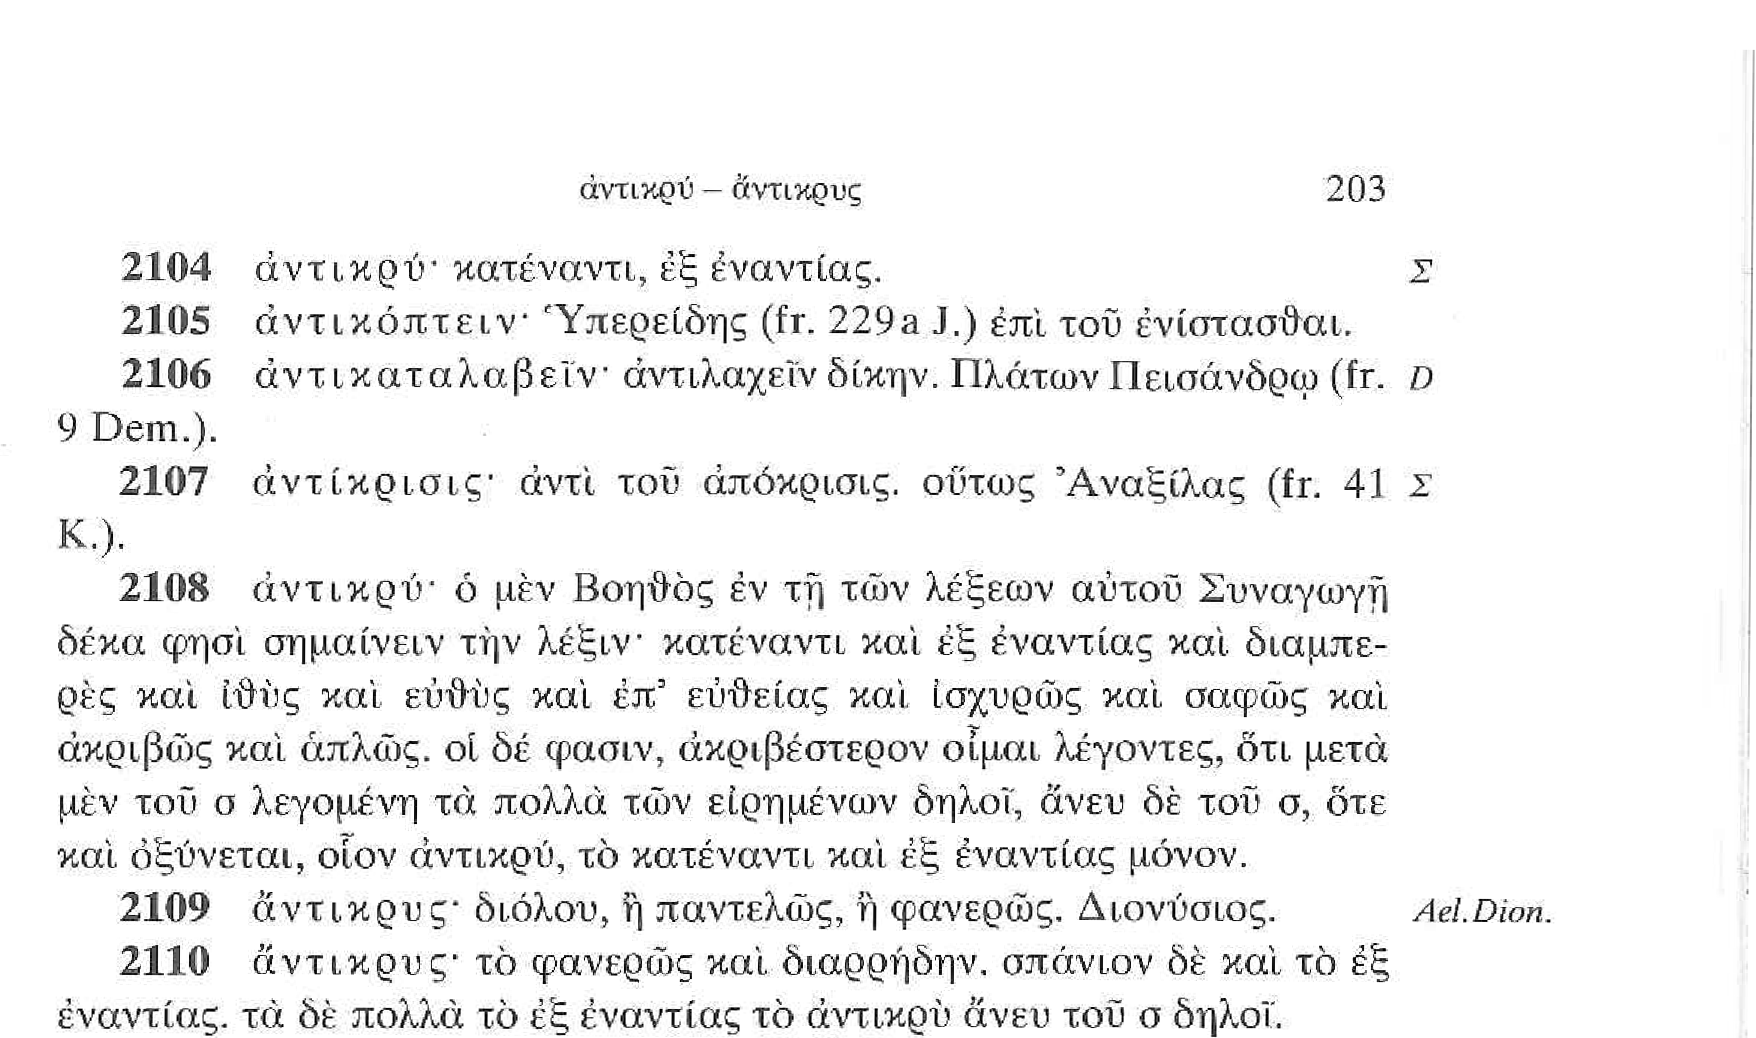 ἀντικρύ – ἄντικρυς 203
2104 ἀντικρύ· κατέναντι, ἐξ ἐναντίας. Σ
2105 ἀντικόπτειν· Ὑπερείδης (fr. 229a J.) ἐπὶ τοῦ ἐνίστασθαι.
2106 ἀντικαταλαβεῖν· ἀντιλαχεῖν δίκην. Πλάτων Πεισάνδρῳ (fr. D
9 Dem.).
2107 ἀντίκρισις· ἀντὶ τοῦ ἀπόκρισις. οὕτως Ἀναξίλας (fr. 41 Σ
K.).
2108 ἀντικρύ· ὁ μὲν Βοηθὸς ἐν τῇ τῶν λέξεων αὐτοῦ Συναγωγῇ
δέκα φησὶ σημαίνειν τὴν λέξιν· κατέναντι καὶ ἐξ ἐναντίας καὶ διαμπε-
ρὲς καὶ ἰθὺς καὶ εὐθὺς καὶ ἐπ’ εὐθείας καὶ ἰσχυρῶς καὶ σαφῶς καὶ
ἀκριβῶς καὶ ἁπλῶς. οἱ δέ φασιν, ἀκριβέστερον οἶμαι λέγοντες, ὅτι μετὰ
μὲν τοῦ σ λεγομένη τὰ πολλὰ τῶν εἰρημένων δηλοῖ, ἄνευ δὲ τοῦ σ, ὅτε
καὶ ὀξύνεται, οἷον ἀντικρύ, τὸ κατέναντι καὶ ἐξ ἐναντίας μόνον.
2109 ἄντικρυς· διόλου, ἢ παντελῶς, ἢ φανερῶς. Διονύσιος. Ael.Dion.
2110 ἄντικρυς· τὸ φανερῶς καὶ διαρρήδην. σπάνιον δὲ καὶ τὸ ἐξ
ἐναντίας. τὰ δὲ πολλὰ τὸ ἐξ ἐναντίας τὸ ἀντικρὺ ἄνευ τοῦ σ δηλοῖ.